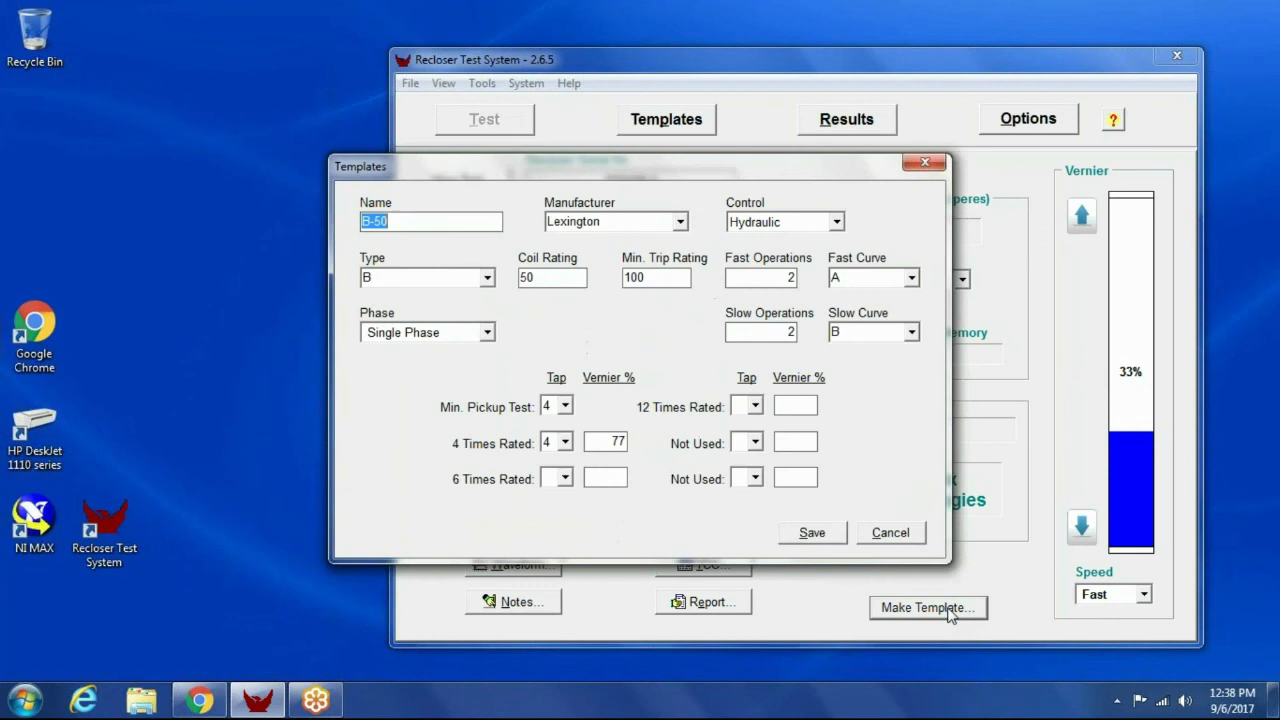 Recycle Bin
Google
Chrome
HP DeskJet
1110 series
NI MAX
Recloser Test
System
Recloser Test System - 2.6.5
File View Tools System Help
Test Templates Results Options ?
Templates
Name Manufacturer Control
B-50 Lexington Hydraulic
Type Coil Rating Min. Trip Rating Fast Operations Fast Curve
B 50 100 2 A
Phase Slow Operations Slow Curve
Single Phase 2 B
Tap Vernier % Tap Vernier %
Min. Pickup Test: 4 12 Times Rated:
4 Times Rated: 4 77 Not Used:
6 Times Rated: Not Used:
Save Cancel
Vernier
33%
Speed
Fast
Notes... Report... Make Template...
12:38 PM
9/6/2017